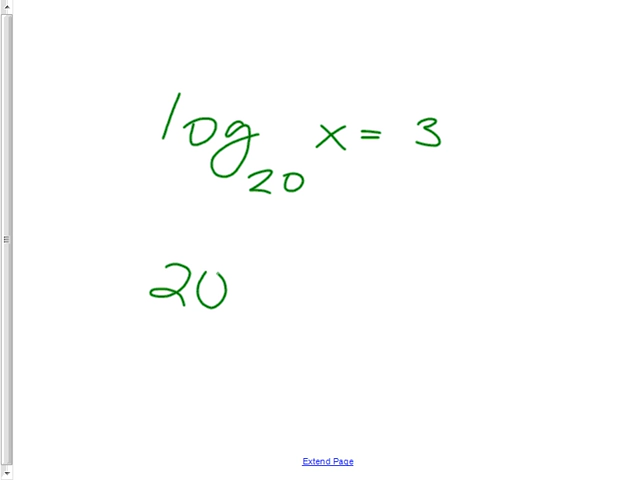 log₂₀ x = 3
20
Extend Page